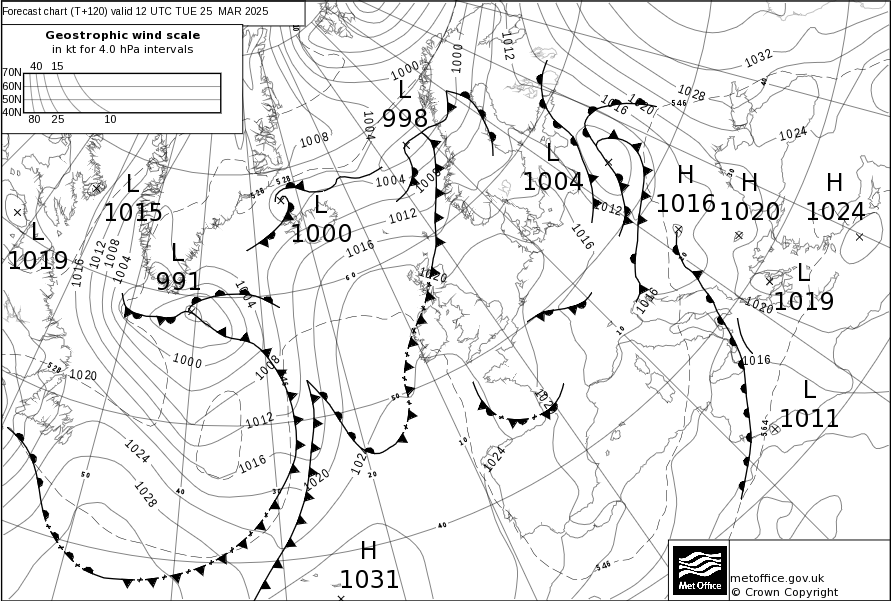 Forecast chart (T+120) valid 12 UTC TUE 25 MAR 2025
Geostrophic wind scale
in kt for 4.0 hPa intervals
40 15
70N
60N
50N
40N
80 25 10
1012
1000
1000
1032
L
998
1028
546
1016
1020
1004
1008
1024
L
1004
L
1015
528
528
1004
1008
H
1016
H
1020
H
1024
L
1000
1012
1012
L
1019
1016
1012
1008
1004
1016
1016
L
991
60
1020
L
1019
1004
1016
1020
10
1000
1008
1016
528
1020
50
L
1011
564
1012
1024
1016
1024
50
40
30
1020
20
10
1028
40
H
1031
546
Met Office
metoffice.gov.uk
© Crown Copyright